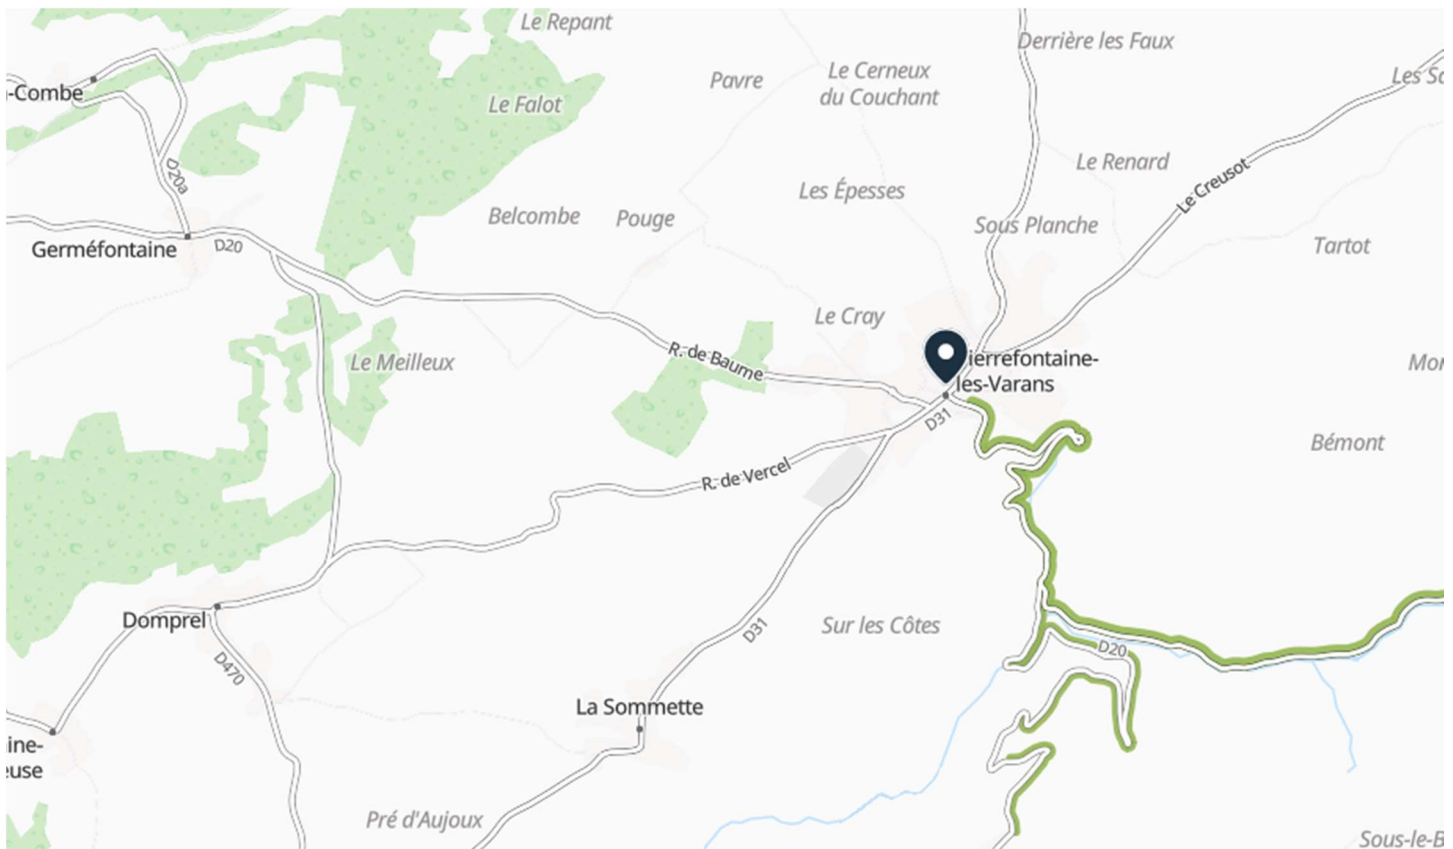 Le Repant
Derrière les Faux
Pavre
Le Cerneux
du Couchant
Les Sc
-Combe
Le Falot
Le Renard
D20a
Les Épesses
Le Creusot
Belcombe
Pouge
Sous Planche
Germéfontaine
D20
Tartot
Le Cray
Le Meilleux
R. de Baume
ierrefontaine-
les-Varans
Mor
D31
Bémont
R. de Vercel
Domprel
Sur les Côtes
D31
D20
D470
La Sommette
ine-
euse
Pré d'Aujoux
Sous-le-B